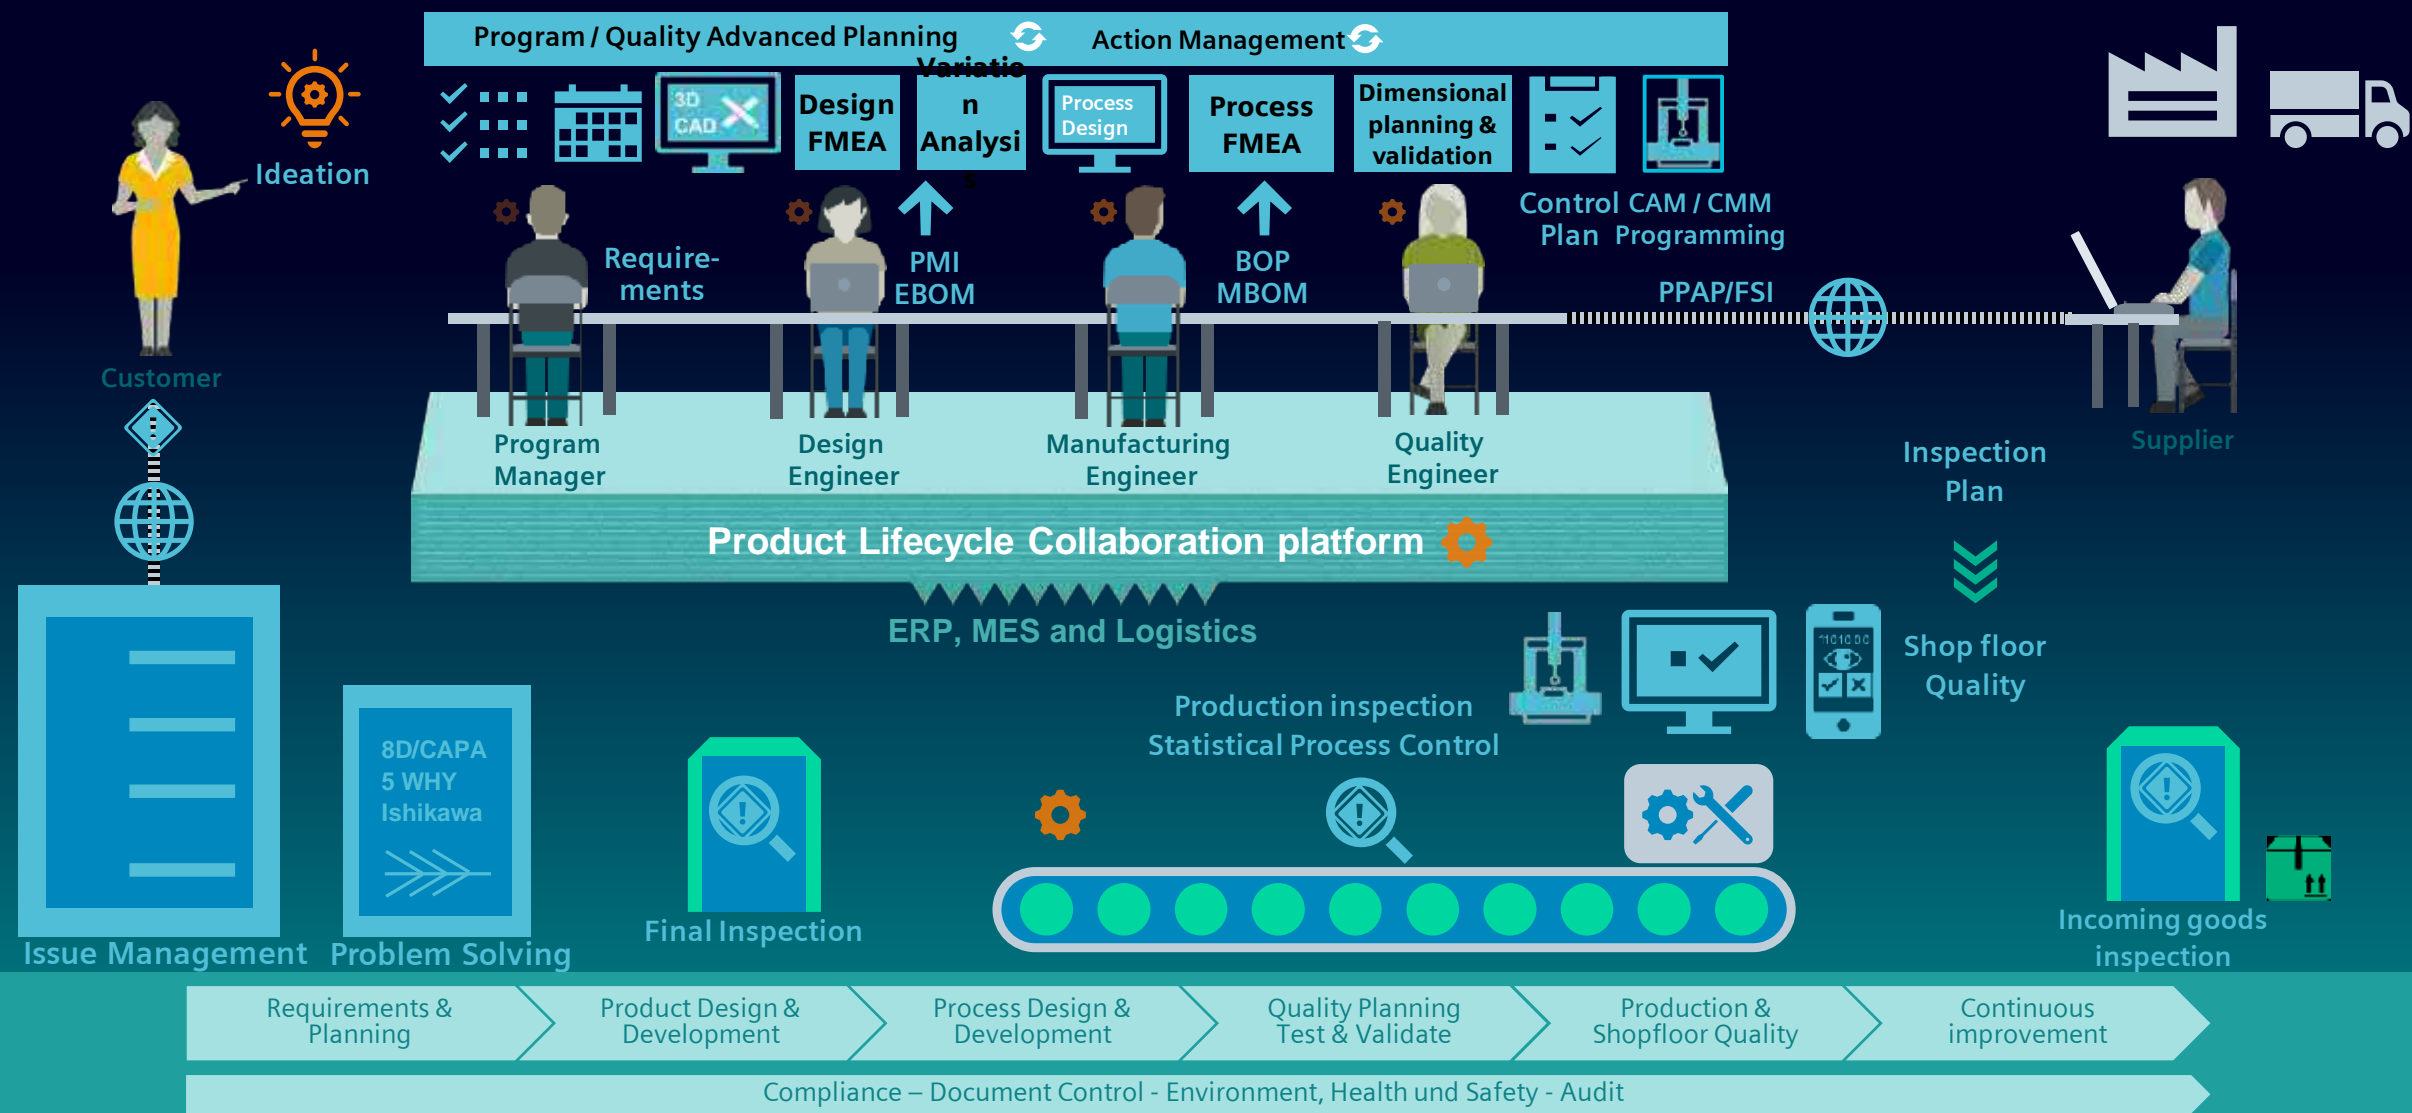 Program / Quality Advanced Planning
Action Management
Ideation
3D
CAD
Design
FMEA
Variatio
n
Analysi
s
Process
Design
Process
FMEA
Dimensional
planning &
validation
Control
Plan
CAM / CMM
Programming
Require-
ments
PMI
EBOM
BOP
MBOM
PPAP/FSI
Customer
Program
Manager
Design
Engineer
Manufacturing
Engineer
Quality
Engineer
Supplier
Inspection
Plan
Product Lifecycle Collaboration platform
ERP, MES and Logistics
Shop floor
Quality
Production inspection
Statistical Process Control
8D/CAPA
5 WHY
Ishikawa
Issue Management
Problem Solving
Final Inspection
Incoming goods
inspection
Requirements &
Planning
Product Design &
Development
Process Design &
Development
Quality Planning
Test & Validate
Production &
Shopfloor Quality
Continuous
improvement
Compliance – Document Control - Environment, Health und Safety - Audit